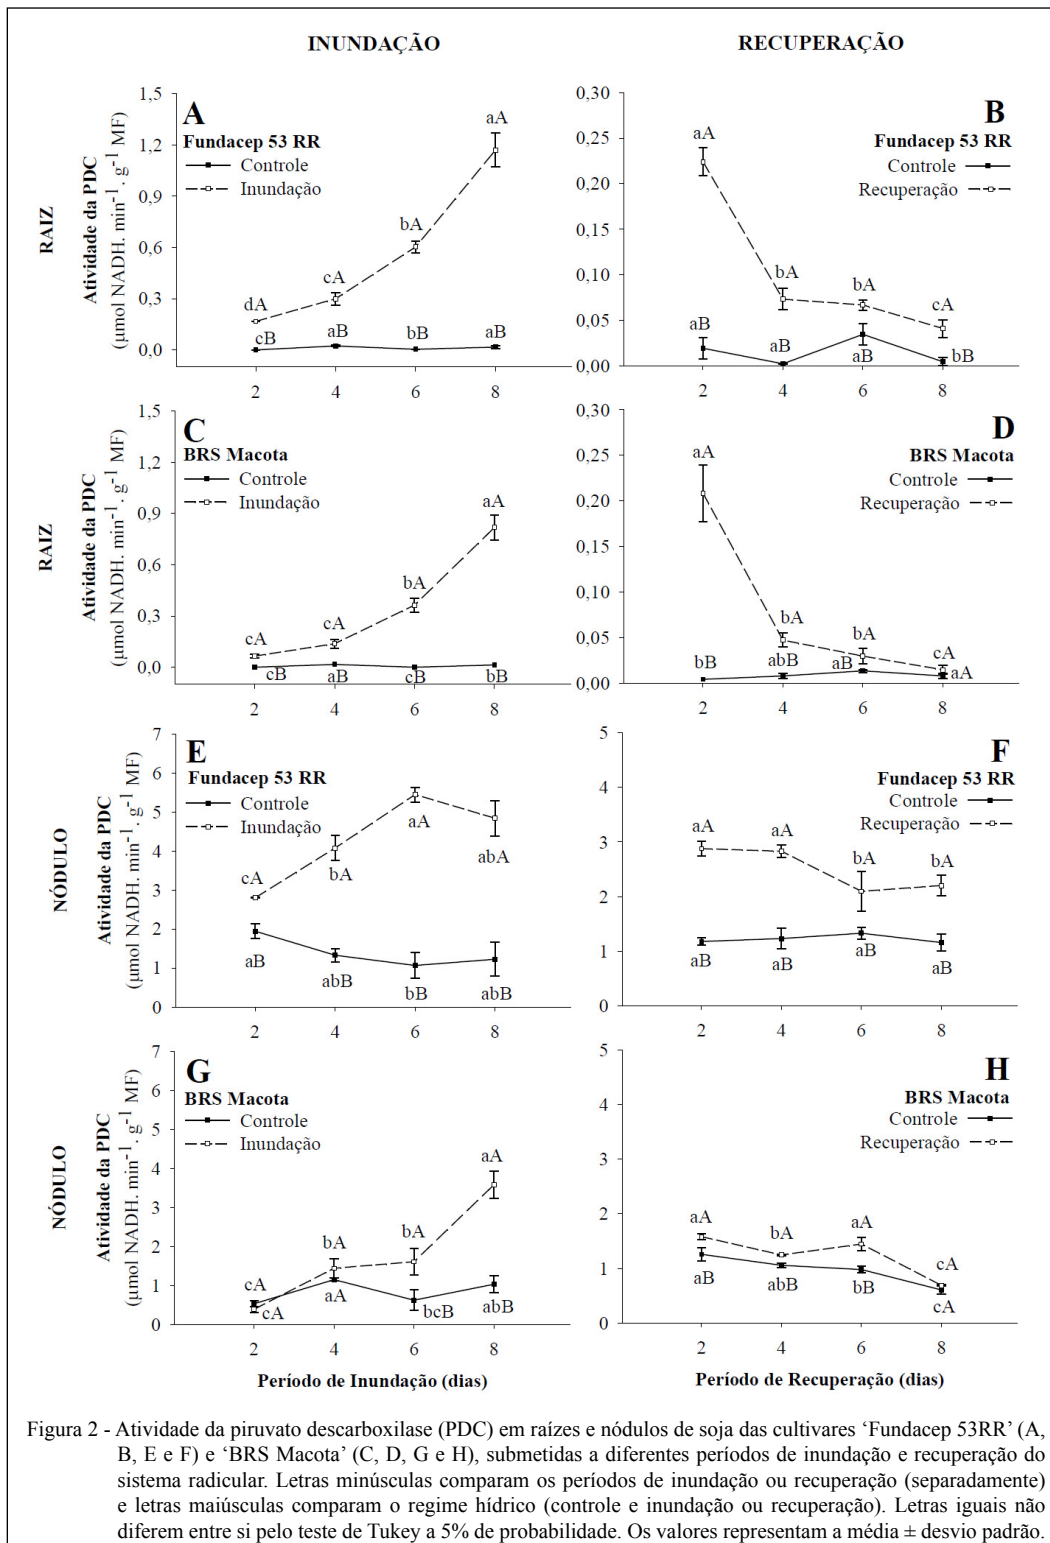 INUNDAÇÃO
RECUPERAÇÃO
RAIZ
Atividade da PDC
(µmol NADH. min⁻¹. g⁻¹ MF)
1,5
1,2
0,9
0,6
0,3
0,0
A
Fundacep 53 RR
Controle
Inundação
dA
cA
bA
aA
cB
aB
bB
aB
2 4 6 8
0,30
0,25
0,20
0,15
0,10
0,05
0,00
B
Fundacep 53 RR
Controle
Recuperação
aA
bA
bA
cA
aB
aB
aB
bB
2 4 6 8
RAIZ
Atividade da PDC
(µmol NADH. min⁻¹. g⁻¹ MF)
1,5
1,2
0,9
0,6
0,3
0,0
C
BRS Macota
Controle
Inundação
cA
cA
bA
aA
cB
aB
cB
bB
2 4 6 8
0,30
0,25
0,20
0,15
0,10
0,05
0,00
D
BRS Macota
Controle
Recuperação
aA
bA
bA
cA
bB
abB
aB
aA
2 4 6 8
NÓDULO
Atividade da PDC
(µmol NADH. min⁻¹. g⁻¹ MF)
7
6
5
4
3
2
1
0
E
Fundacep 53 RR
Controle
Inundação
cA
bA
aA
abA
aB
abB
bB
abB
2 4 6 8
5
4
3
2
1
0
F
Fundacep 53 RR
Controle
Recuperação
aA
aA
bA
bA
aB
aB
aB
aB
2 4 6 8
NÓDULO
Atividade da PDC
(µmol NADH. min⁻¹. g⁻¹ MF)
7
6
5
4
3
2
1
0
G
BRS Macota
Controle
Inundação
cA
bA
bA
aA
cA
aA
bcB
abB
2 4 6 8
Período de Inundação (dias)
5
4
3
2
1
0
H
BRS Macota
Controle
Recuperação
aA
bA
aA
cA
aB
abB
bB
cA
2 4 6 8
Período de Recuperação (dias)
Figura 2 - Atividade da piruvato descarboxilase (PDC) em raízes e nódulos de soja das cultivares ‘Fundacep 53RR’ (A,
B, E e F) e ‘BRS Macota’ (C, D, G e H), submetidas a diferentes períodos de inundação e recuperação do
sistema radicular. Letras minúsculas comparam os períodos de inundação ou recuperação (separadamente)
e letras maiúsculas comparam o regime hídrico (controle e inundação ou recuperação). Letras iguais não
diferem entre si pelo teste de Tukey a 5% de probabilidade. Os valores representam a média ± desvio padrão.